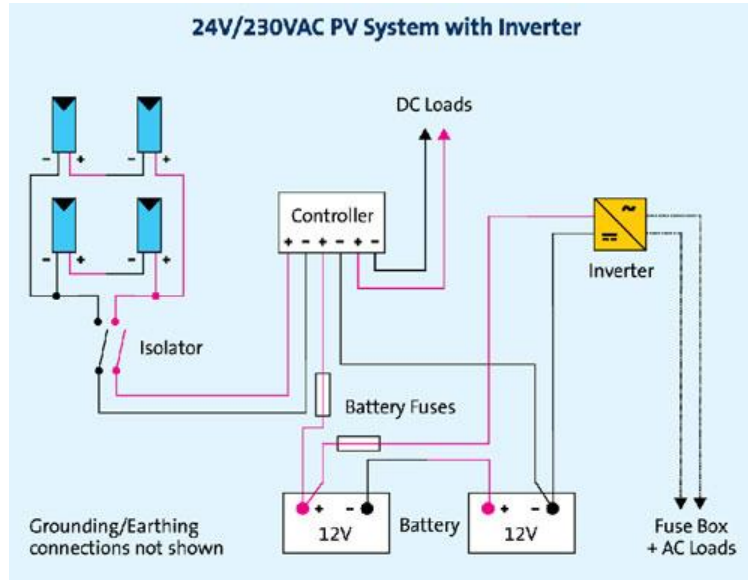 24V/230VAC PV System with Inverter
DC Loads
- + - +
Controller
+ - + - + -
~
Inverter
- + - +
Isolator
Battery Fuses
+ -
12V
Battery
+ -
12V
Grounding/Earthing
connections not shown
Fuse Box
+ AC Loads